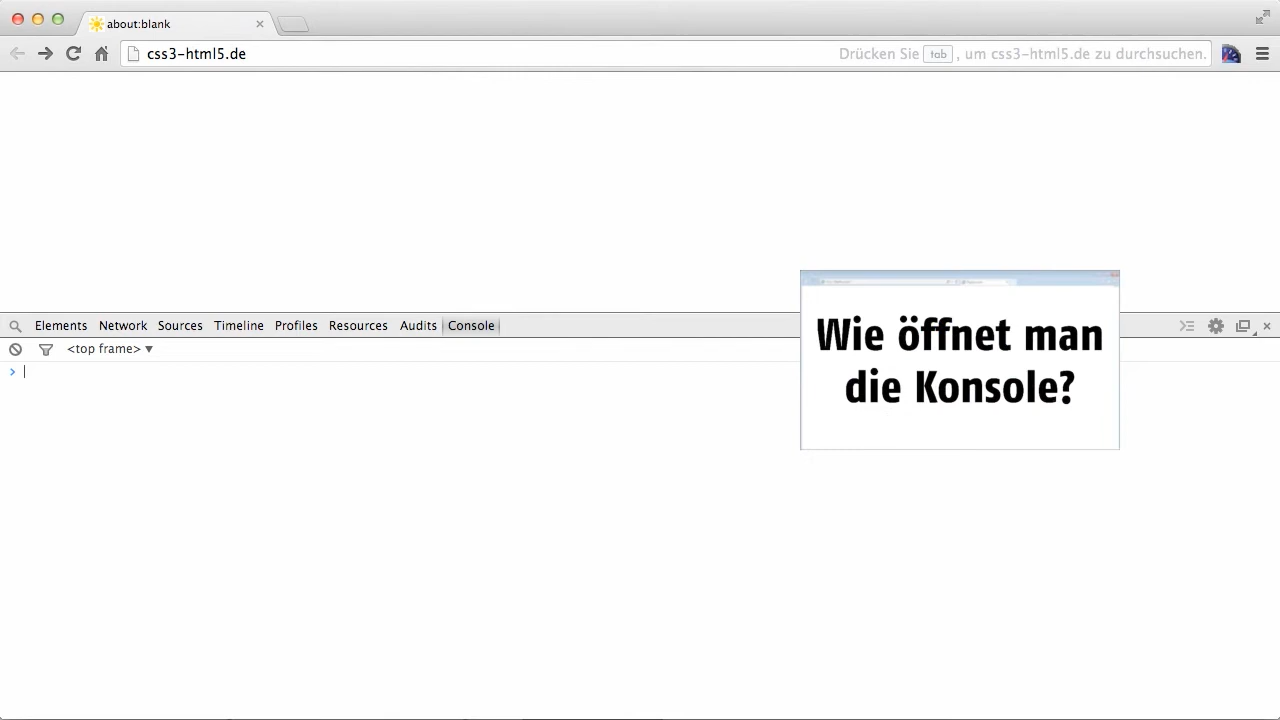 about:blank
css3-html5.de
Drücken Sie tab , um css3-html5.de zu durchsuchen.
Elements Network Sources Timeline Profiles Resources Audits Console
<top frame>
Wie öffnet man
die Konsole?